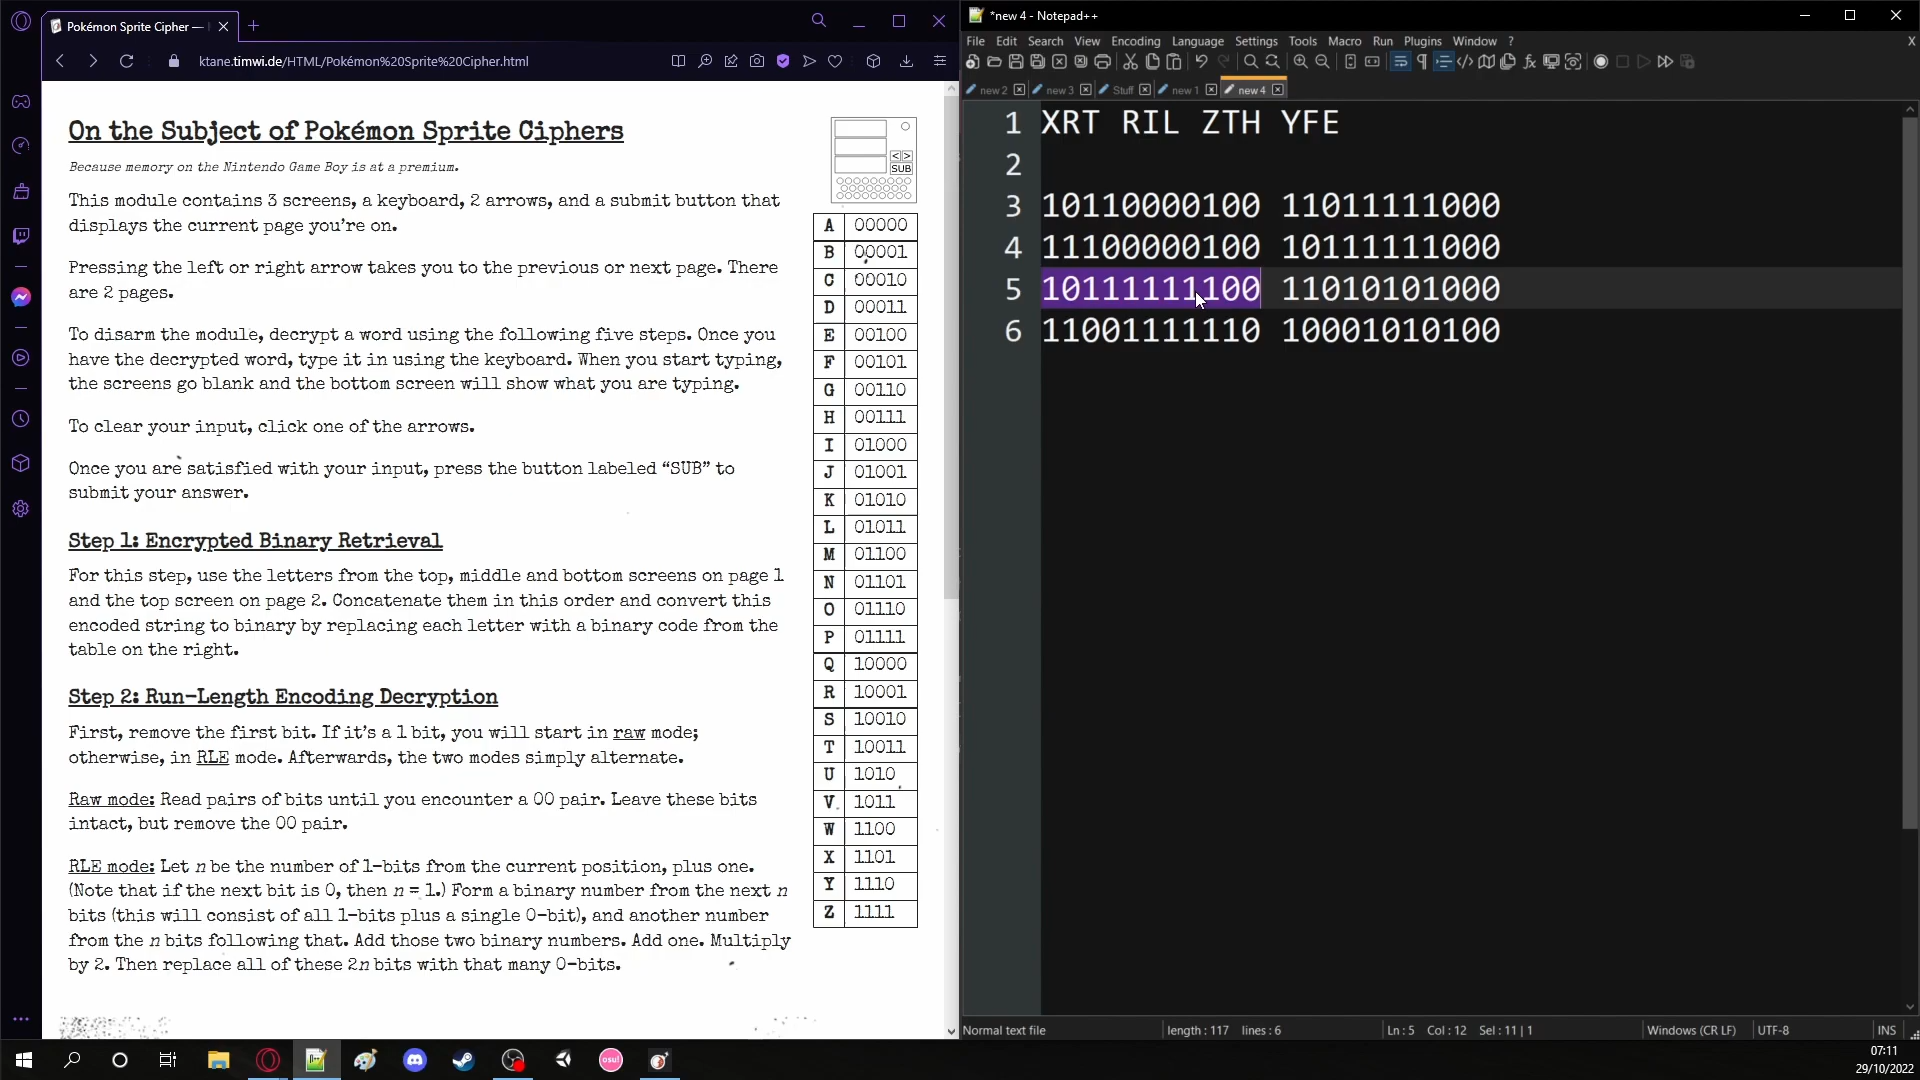 Pokémon Sprite Cipher —
ktane.timwi.de/HTML/Pokémon%20Sprite%20Cipher.html
On the Subject of Pokémon Sprite Ciphers
Because memory on the Nintendo Game Boy is at a premium.
This module contains 3 screens, a keyboard, 2 arrows, and a submit button that
displays the current page you're on.
Pressing the left or right arrow takes you to the previous or next page. There
are 2 pages.
To disarm the module, decrypt a word using the following five steps. Once you
have the decrypted word, type it in using the keyboard. When you start typing,
the screens go blank and the bottom screen will show what you are typing.
To clear your input, click one of the arrows.
Once you are satisfied with your input, press the button labeled “SUB” to
submit your answer.
Step 1: Encrypted Binary Retrieval
For this step, use the letters from the top, middle and bottom screens on page 1
and the top screen on page 2. Concatenate them in this order and convert this
encoded string to binary by replacing each letter with a binary code from the
table on the right.
Step 2: Run-Length Encoding Decryption
First, remove the first bit. If it's a 1 bit, you will start in raw mode;
otherwise, in RLE mode. Afterwards, the two modes simply alternate.
Raw mode: Read pairs of bits until you encounter a 00 pair. Leave these bits
intact, but remove the 00 pair.
RLE mode: Let n be the number of 1-bits from the current position, plus one.
(Note that if the next bit is 0, then n = 1.) Form a binary number from the next n
bits (this will consist of all 1-bits plus a single 0-bit), and another number
from the n bits following that. Add those two binary numbers. Add one. Multiply
by 2. Then replace all of these 2n bits with that many 0-bits.
< >
SUB
A 00000
B 00001
C 00010
D 00011
E 00100
F 00101
G 00110
H 00111
I 01000
J 01001
K 01010
L 01011
M 01100
N 01101
O 01110
P 01111
Q 10000
R 10001
S 10010
T 10011
U 1010
V 1011
W 1100
X 1101
Y 1110
Z 1111
*new 4 - Notepad++
File Edit Search View Encoding Language Settings Tools Macro Run Plugins Window ?
X
new 2 new 3 Stuff new 1 new 4
1 XRT RIL ZTH YFE
2
3 10110000100 11011111000
4 11100000100 10111111000
5 10111111100 11010101000
6 11001111110 10001010100
Normal text file length : 117 lines : 6 Ln : 5 Col : 12 Sel : 11 | 1 Windows (CR LF) UTF-8 INS
osu!
07:11
29/10/2022